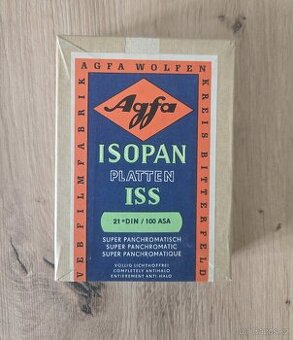 AGFA WOLFEN
VEB FILMFABRIK
KREIS BITTERFELD
Agfa
ISOPAN
PLATTEN
ISS
21°DIN/100 ASA
SUPER PANCHROMATISCH
SUPER PANCHROMATIC
SUPER PANCHROMATIQUE
VÖLLIG LICHTHOFFREI
COMPLETELY ANTIHALO
ENTIÈREMENT ANTI HALO